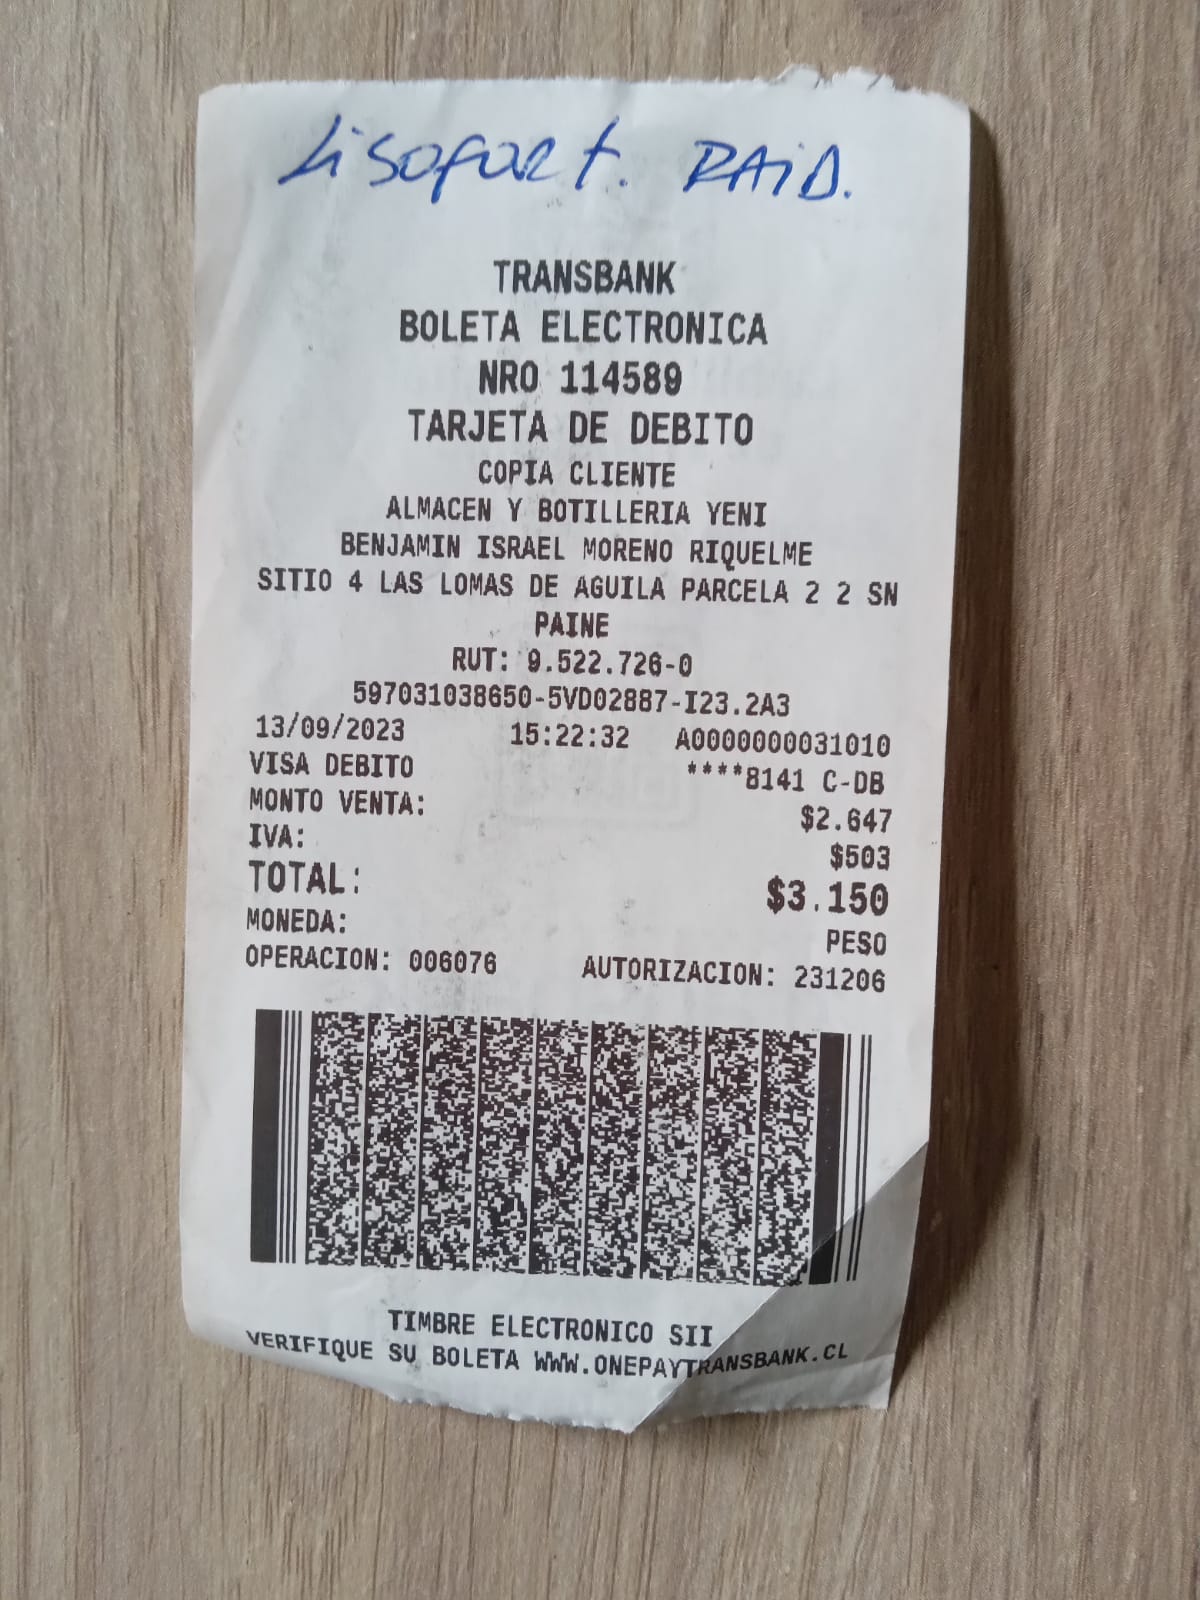 Lisofort. RAID.
TRANSBANK
BOLETA ELECTRONICA
NRO 114589
TARJETA DE DEBITO
COPIA CLIENTE
ALMACEN Y BOTILLERIA YENI
BENJAMIN ISRAEL MORENO RIQUELME
SITIO 4 LAS LOMAS DE AGUILA PARCELA 2 2 SN
PAINE
RUT: 9.522.726-0
597031038650-5VD02887-I23.2A3
13/09/2023 15:22:32 A0000000031010
VISA DEBITO ****8141 C-DB
MONTO VENTA: $2.647
IVA: $503
TOTAL: $3.150
MONEDA: PESO
OPERACION: 006076 AUTORIZACION: 231206
TIMBRE ELECTRONICO SII
VERIFIQUE SU BOLETA WWW.ONEPAYTRANSBANK.CL